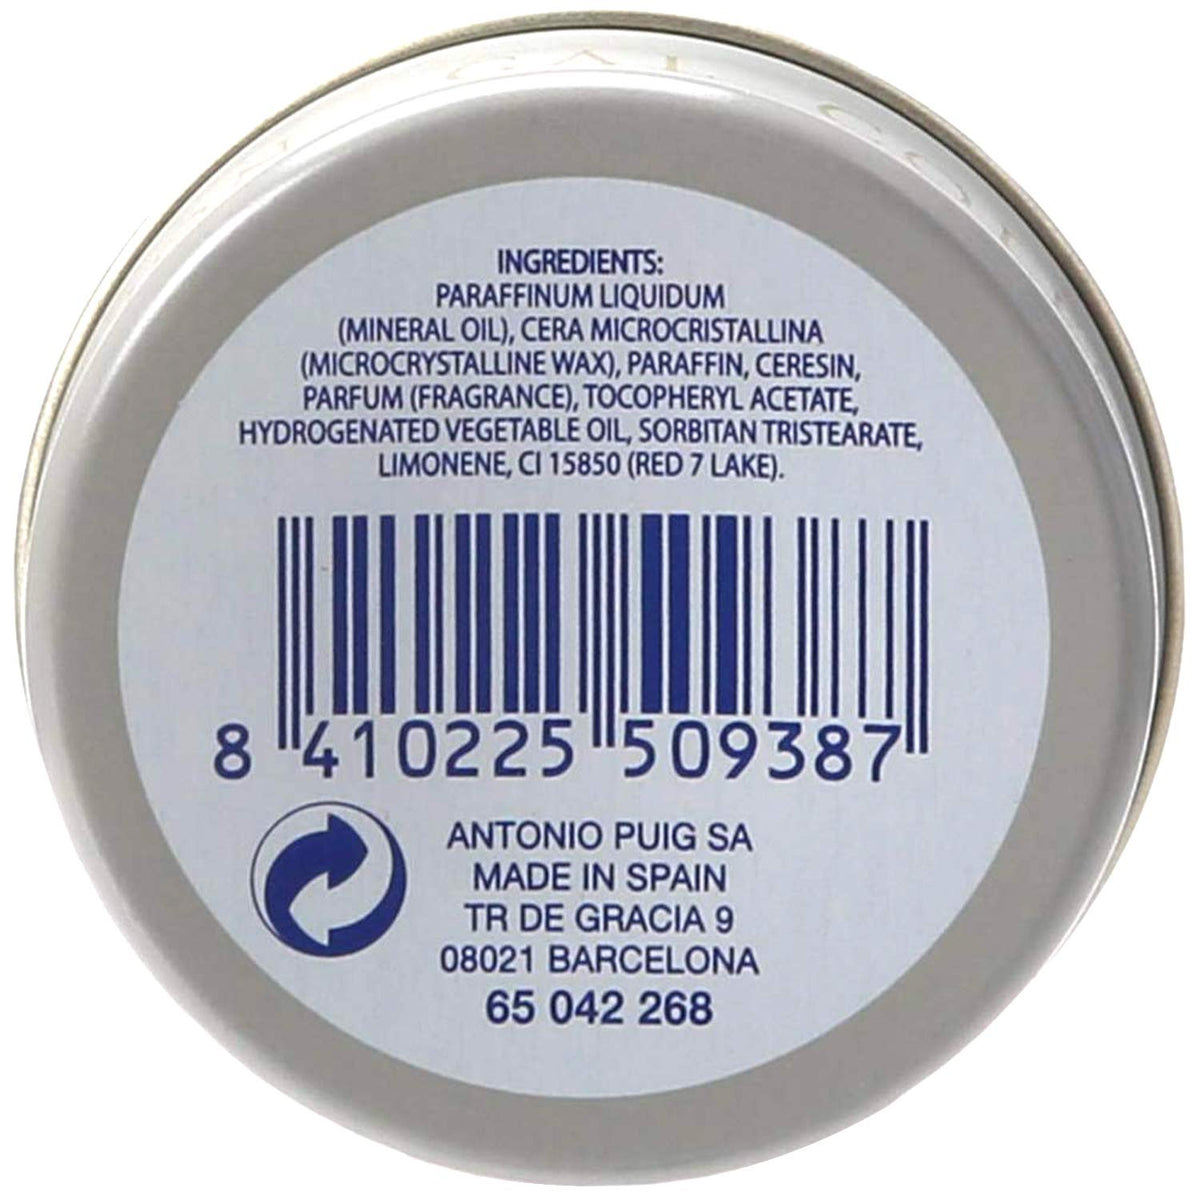 INGREDIENTS:
PARAFFINUM LIQUIDUM
(MINERAL OIL), CERA MICROCRISTALLINA
(MICROCRYSTALLINE WAX), PARAFFIN, CERESIN,
PARFUM (FRAGRANCE), TOCOPHERYL ACETATE,
HYDROGENATED VEGETABLE OIL, SORBITAN TRISTEARATE,
LIMONENE, CI 15850 (RED 7 LAKE).
8 410225 509387
ANTONIO PUIG SA
MADE IN SPAIN
TR DE GRACIA 9
08021 BARCELONA
65 042 268